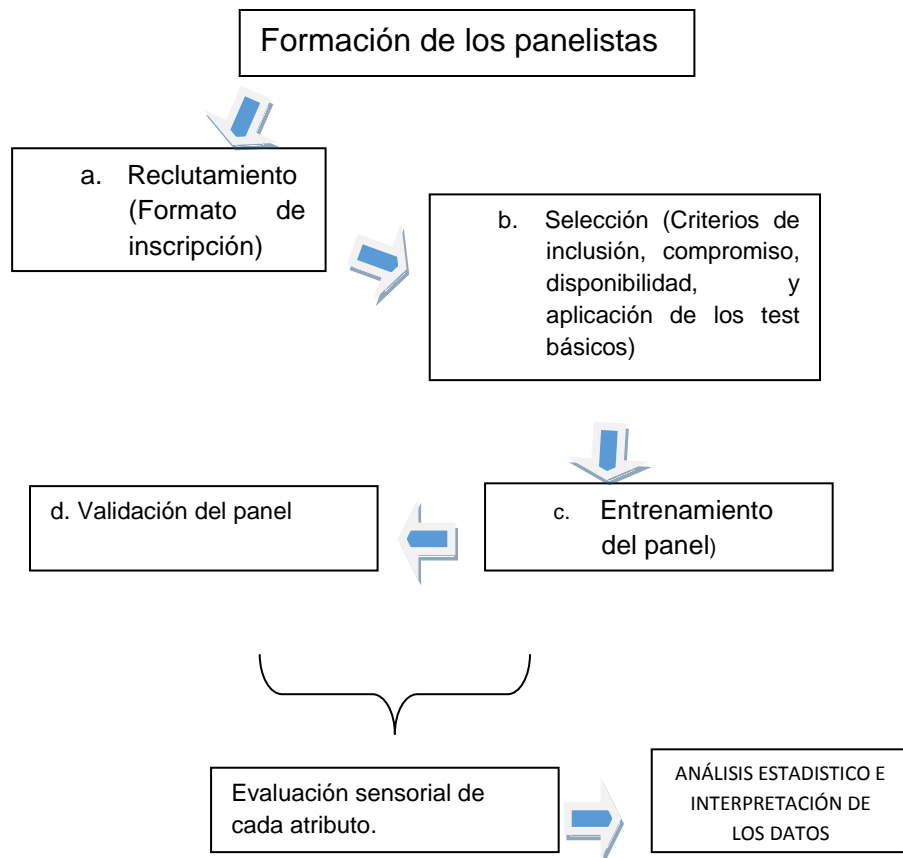 Formación de los panelistas
a. Reclutamiento
(Formato de
inscripción)
b. Selección (Criterios de
inclusión, compromiso,
disponibilidad, y
aplicación de los test
básicos)
c. Entrenamiento
del panel)
d. Validación del panel
Evaluación sensorial de
cada atributo.
ANÁLISIS ESTADISTICO E
INTERPRETACIÓN DE
LOS DATOS